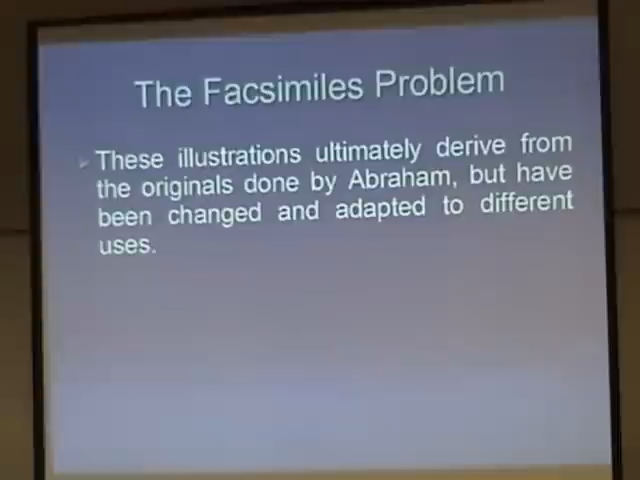 The Facsimiles Problem
These illustrations ultimately derive from
the originals done by Abraham, but have
been changed and adapted to different
uses.